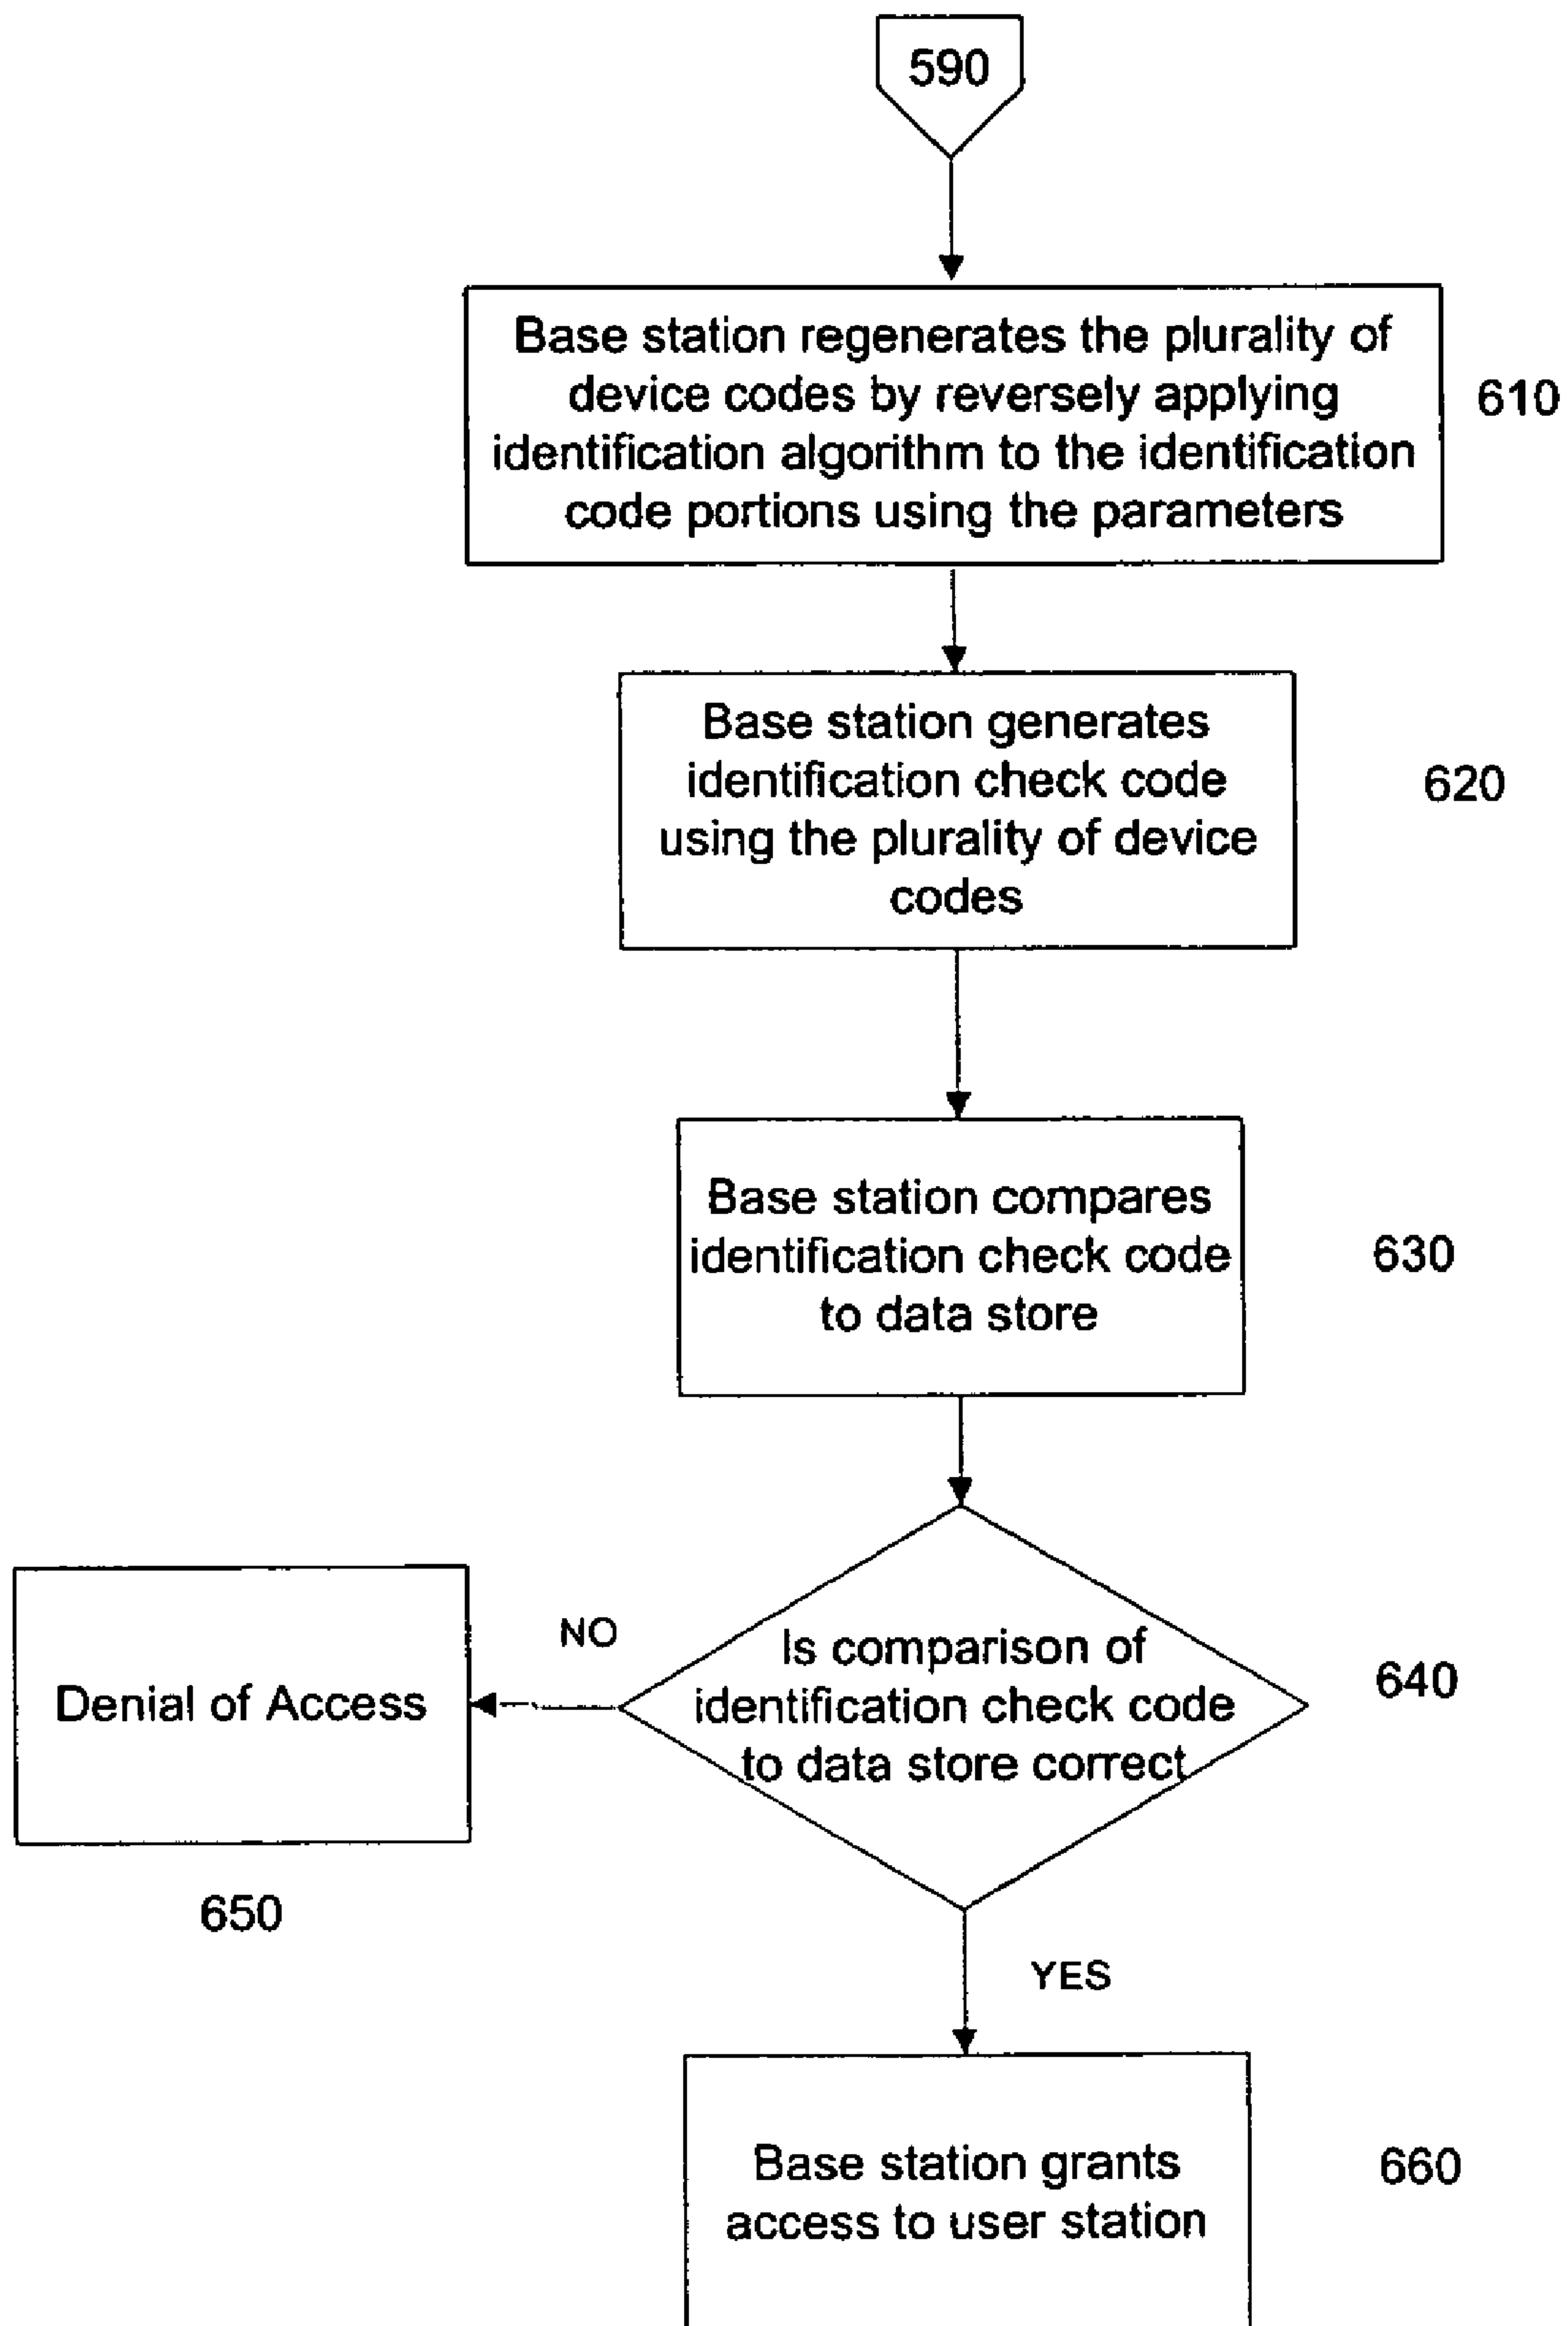 590
Base station regenerates the plurality of
device codes by reversely applying
identification algorithm to the identification
code portions using the parameters
610
Base station generates
identification check code
using the plurality of device
codes
620
Base station compares
identification check code
to data store
630
Is comparison of
identification check code
to data store correct
640
NO
Denial of Access
650
YES
Base station grants
access to user station
660